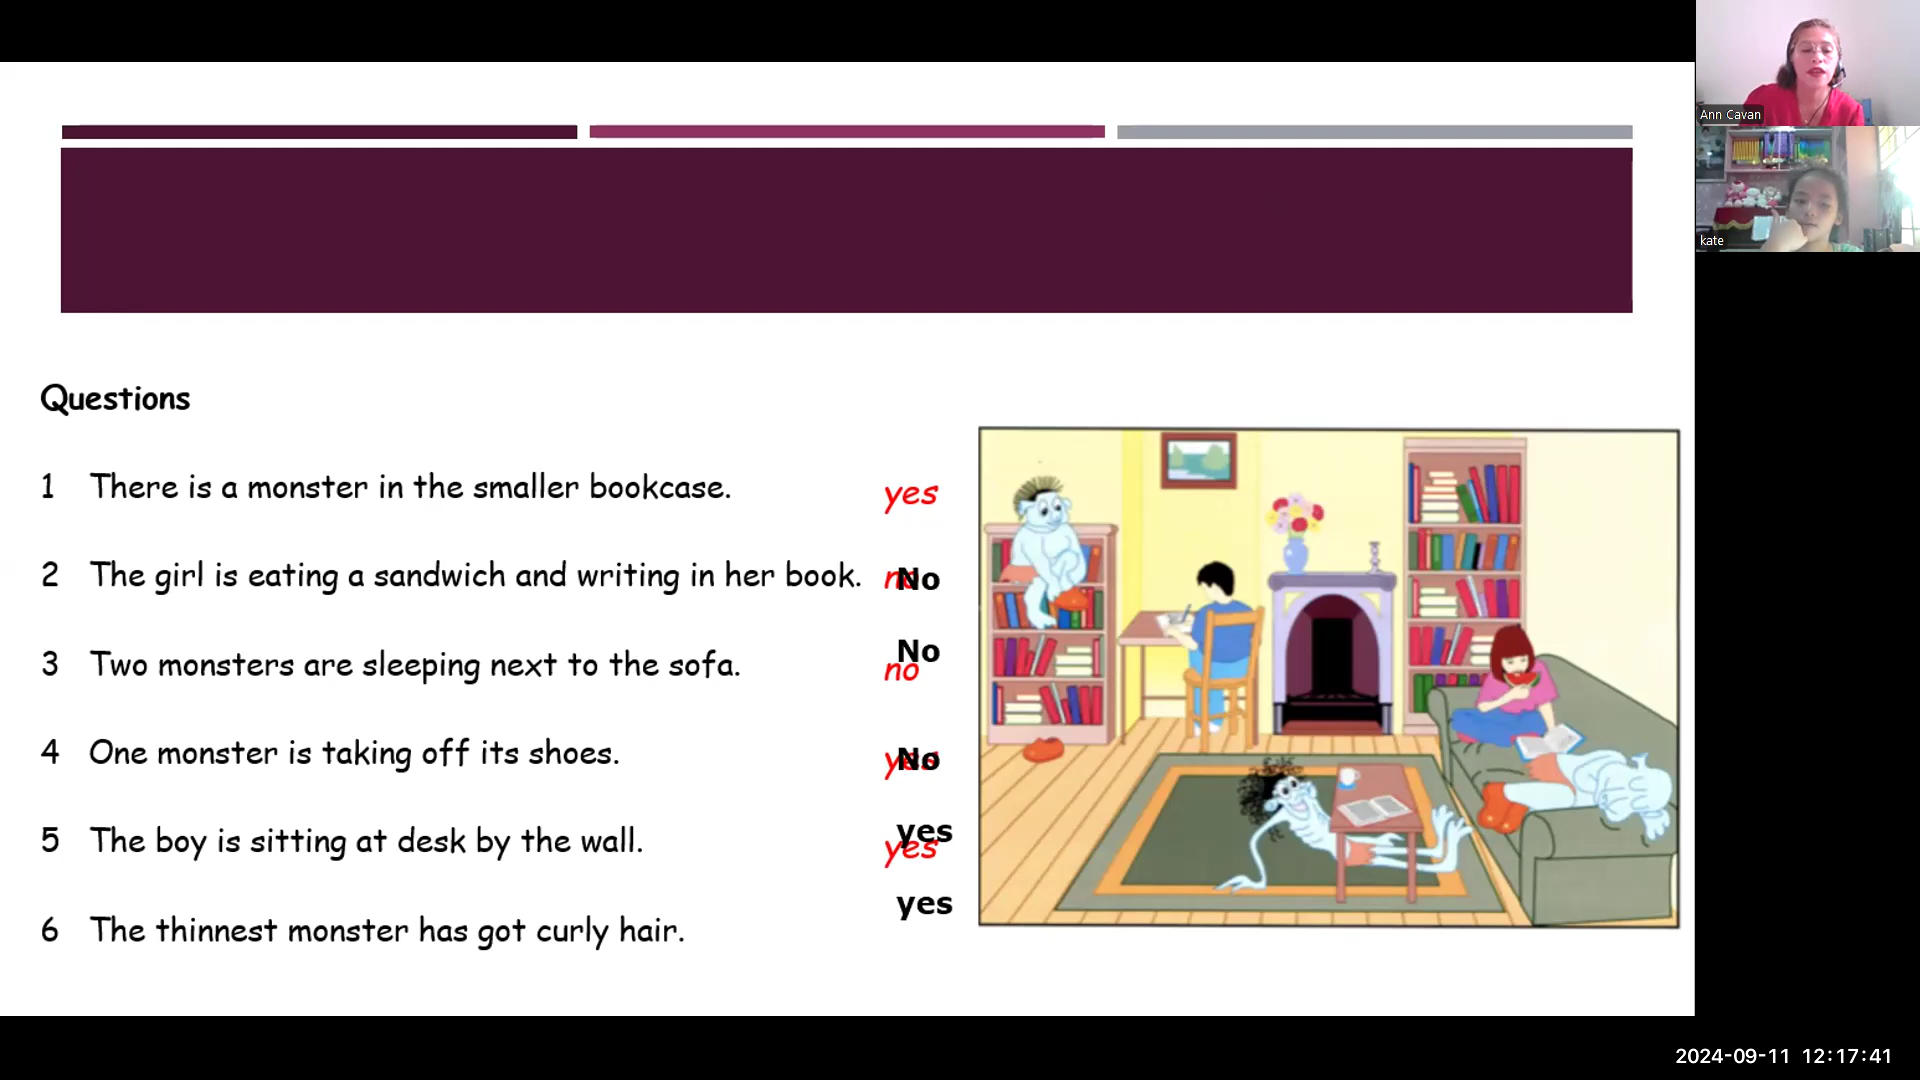 Ann Cavan
kate
Questions
1 There is a monster in the smaller bookcase. yes
2 The girl is eating a sandwich and writing in her book. no No
No
3 Two monsters are sleeping next to the sofa. no
4 One monster is taking off its shoes. yes No
yes
5 The boy is sitting at desk by the wall. yes
yes
6 The thinnest monster has got curly hair.
2024-09-11 12:17:41